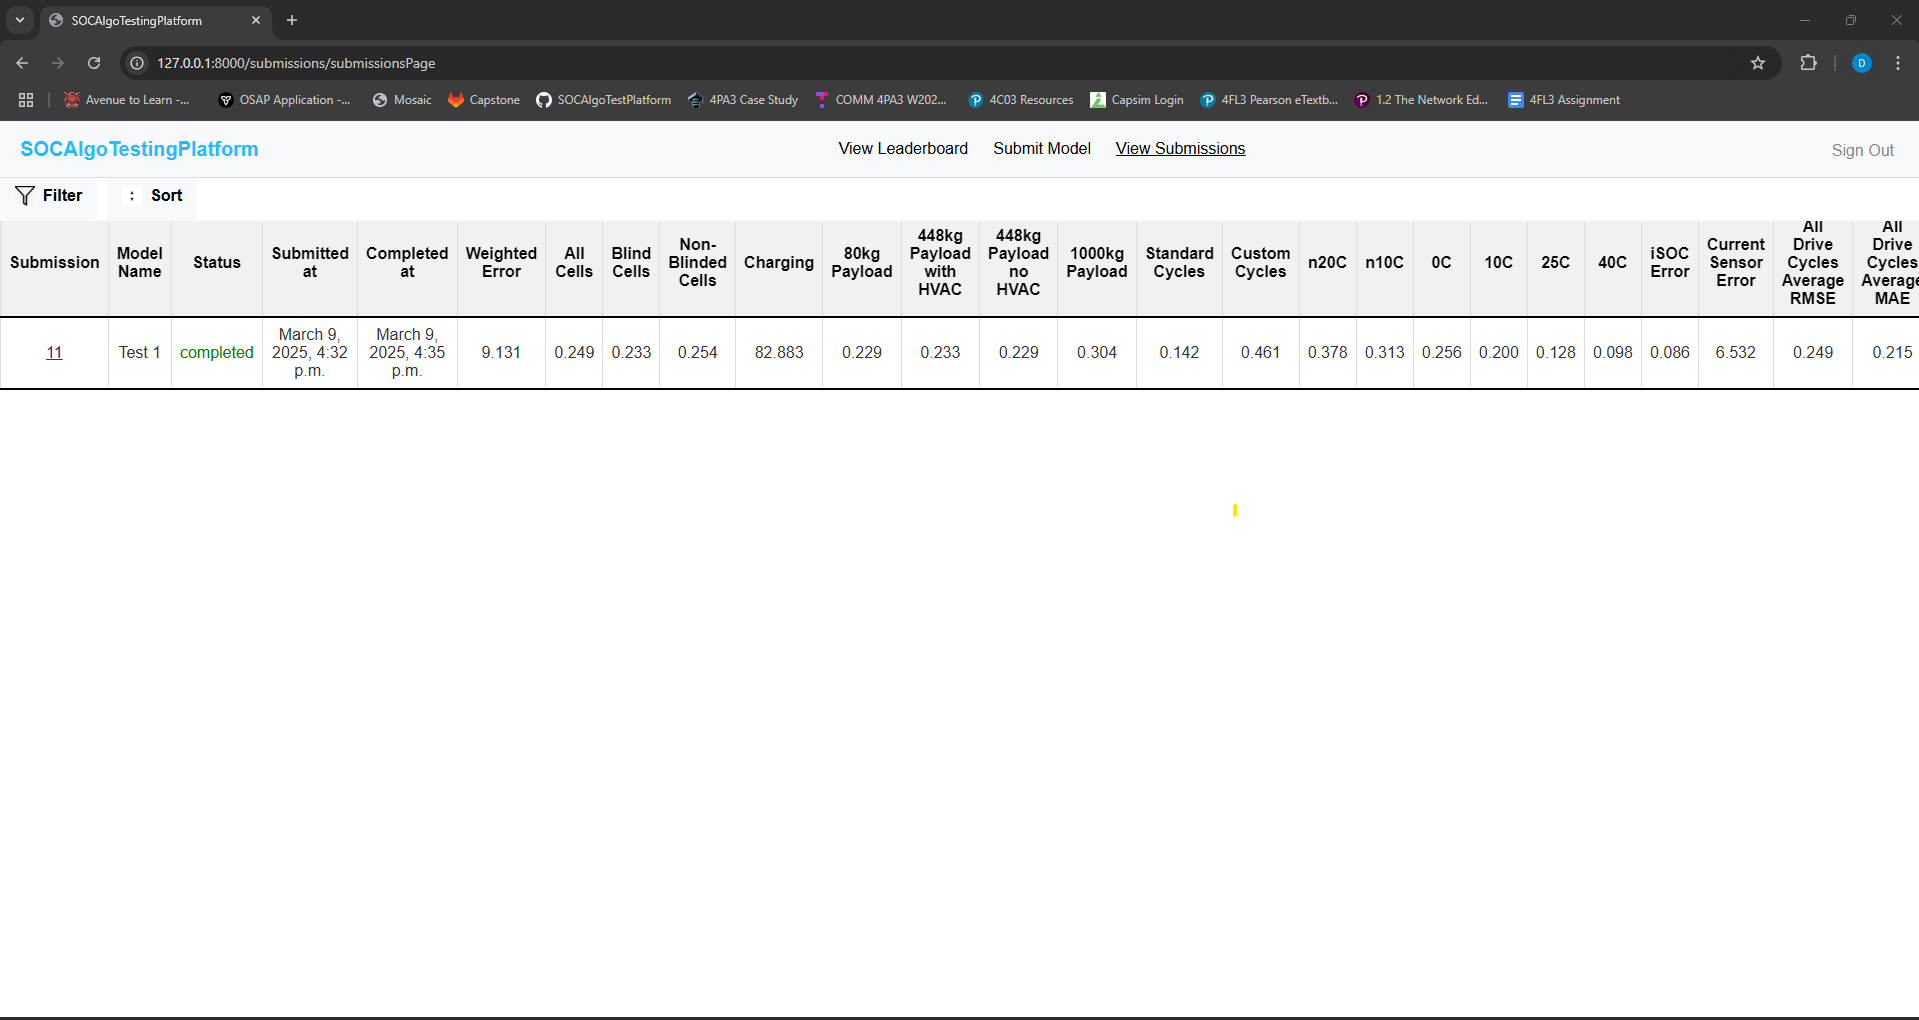 SOCAlgoTestingPlatform
127.0.0.1:8000/submissions/submissionsPage
D
Avenue to Learn -... OSAP Application -... Mosaic Capstone SOCAlgoTestPlatform 4PA3 Case Study COMM 4PA3 W202... 4C03 Resources Capsim Login 4FL3 Pearson eTextb... 1.2 The Network Ed... 4FL3 Assignment
SOCAlgoTestingPlatform View Leaderboard Submit Model View Submissions Sign Out
Filter Sort
Submission
Model
Name
Status
Submitted
at
Completed
at
Weighted
Error
All
Cells
Blind
Cells
Non-
Blinded
Cells
Charging
80kg
Payload
448kg
Payload
with
HVAC
448kg
Payload
no
HVAC
1000kg
Payload
Standard
Cycles
Custom
Cycles
n20C
n10C
0C
10C
25C
40C
iSOC
Error
Current
Sensor
Error
All
Drive
Cycles
Average
RMSE
All
Drive
Cycles
Average
MAE
11
Test 1
completed
March 9,
2025, 4:32
p.m.
March 9,
2025, 4:35
p.m.
9.131
0.249
0.233
0.254
82.883
0.229
0.233
0.229
0.304
0.142
0.461
0.378
0.313
0.256
0.200
0.128
0.098
0.086
6.532
0.249
0.215